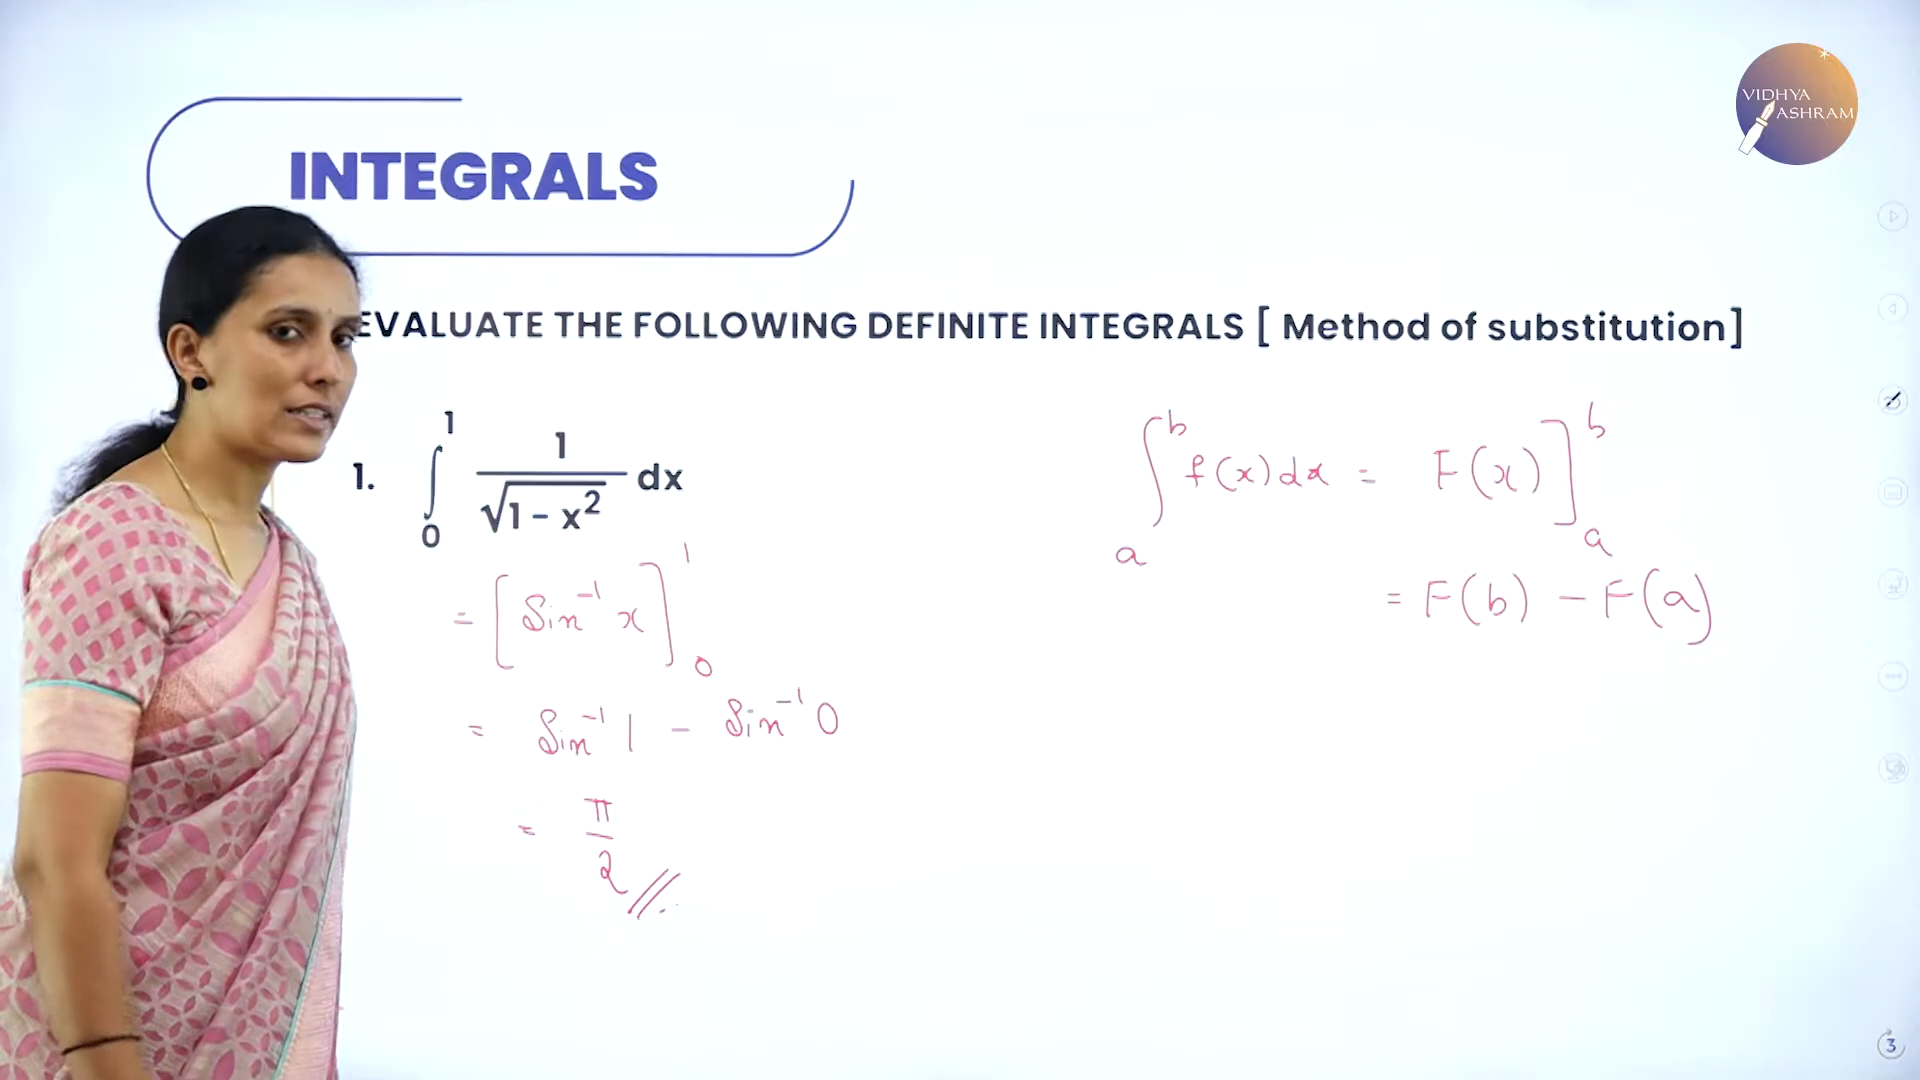 VIDHYA
ASHRAM
INTEGRALS
EVALUATE THE FOLLOWING DEFINITE INTEGRALS [ Method of substitution]
1. ∫₀¹ 1/√(1 - x²) dx
= [Sin⁻¹ x]₀¹
= Sin⁻¹ 1 - Sin⁻¹ 0
= π/2 //.
∫ₐᵇ f(x)dx = F(x)]ₐᵇ
= F(b) - F(a)
3